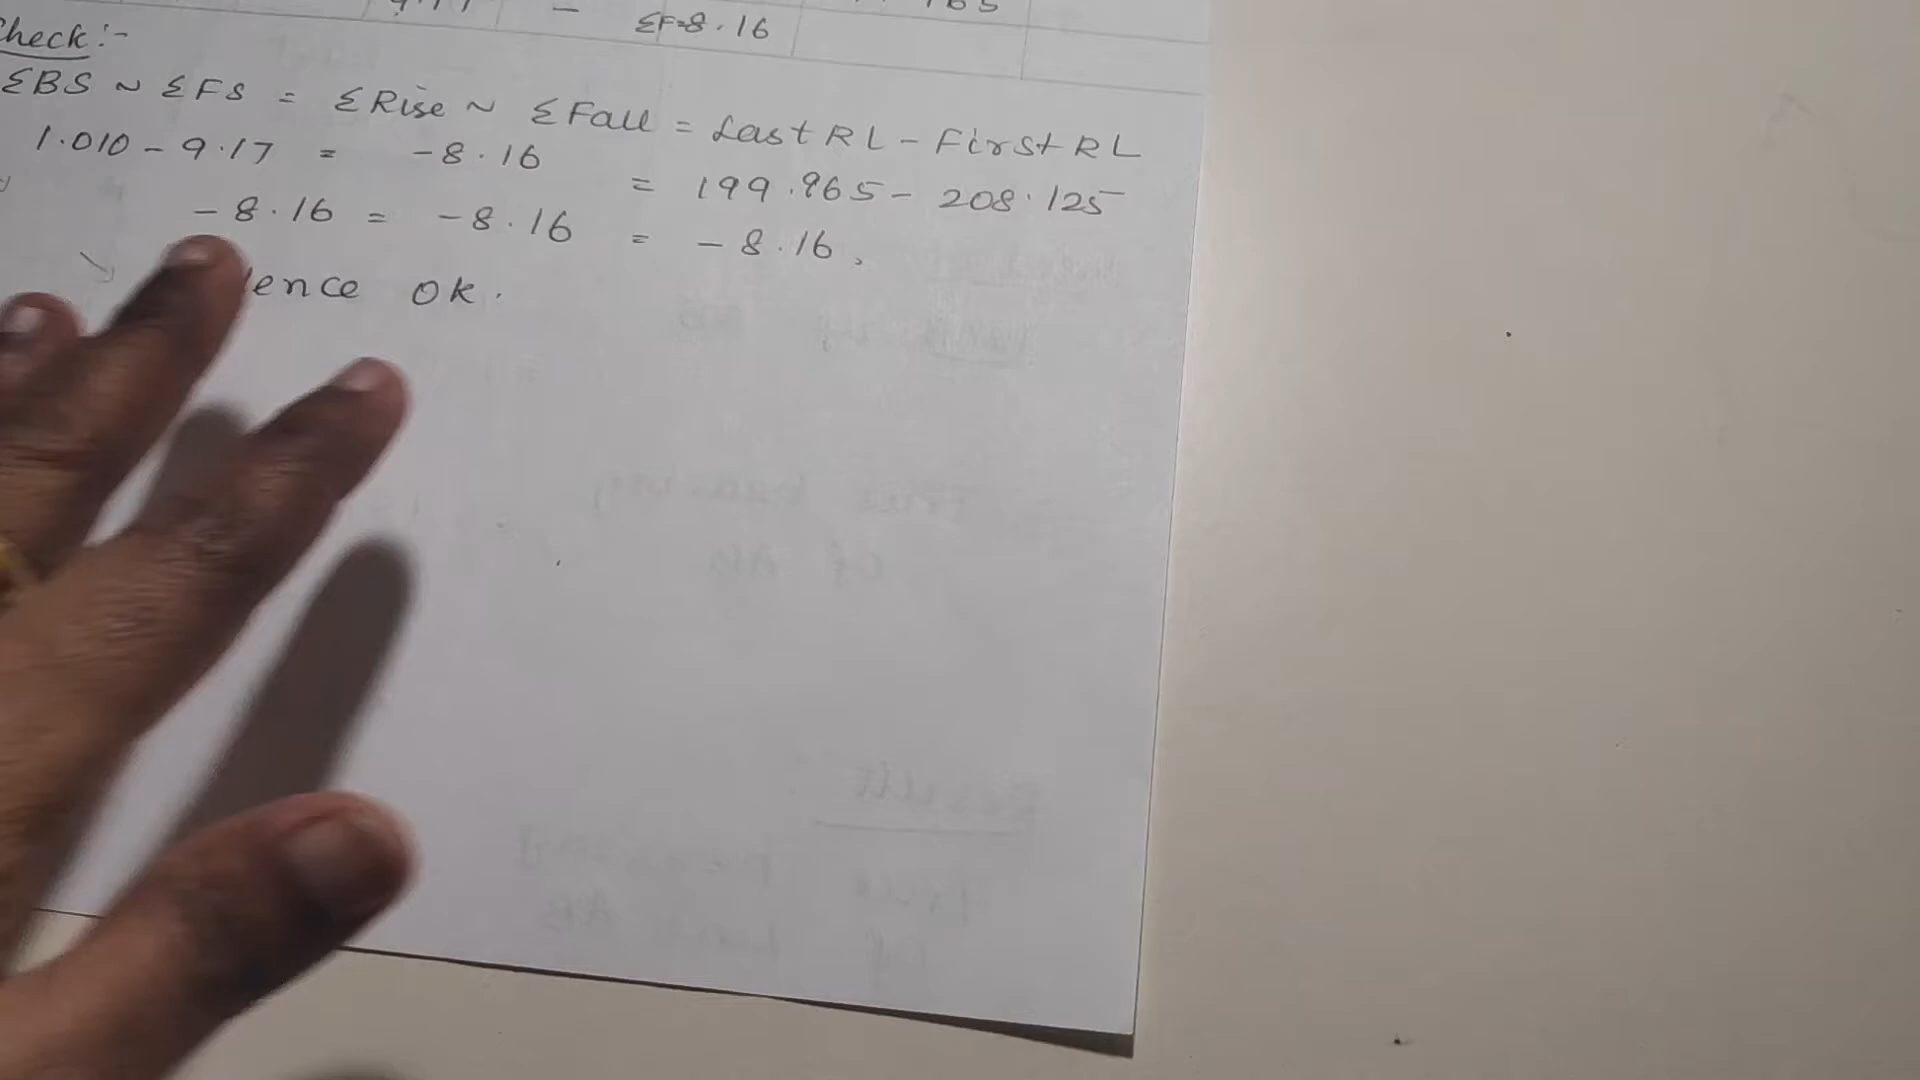 ΣF=8.16
Check:-
ΣBS ~ ΣFS = ΣRise ~ ΣFall = Last RL - First RL
1.010 - 9.17 = -8.16 = 199.965 - 208.125
-8.16 = -8.16 = -8.16,
ence ok.